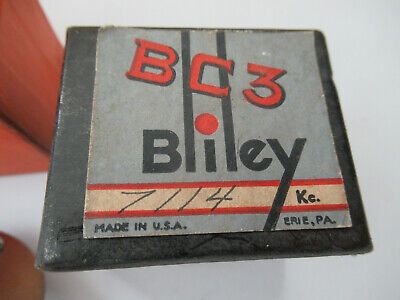 BC3
Bliley
7114 Kc.
MADE IN U.S.A. ERIE, PA.